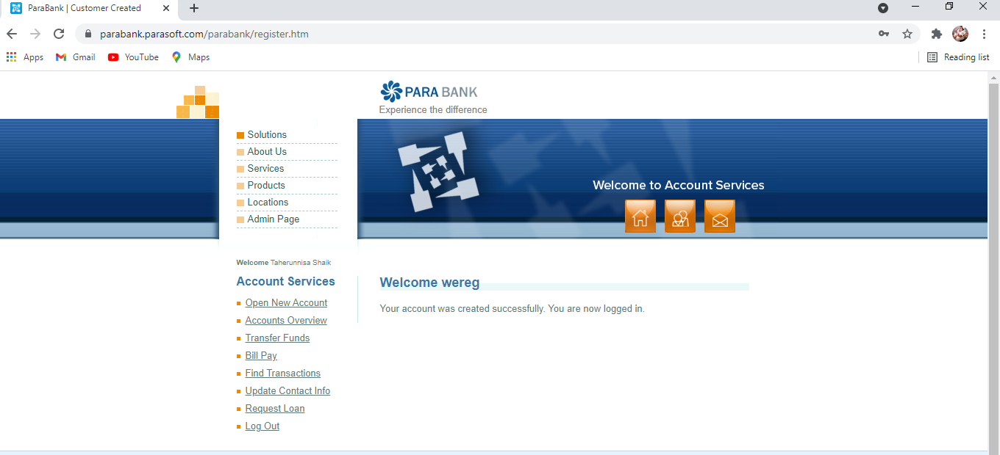 ParaBank | Customer Created
parabank.parasoft.com/parabank/register.htm
Apps
Gmail
YouTube
Maps
Reading list
PARA BANK
Experience the difference
Solutions
About Us
Services
Products
Locations
Admin Page
Welcome to Account Services
Welcome Taherunnisa Shaik
Account Services
Open New Account
Accounts Overview
Transfer Funds
Bill Pay
Find Transactions
Update Contact Info
Request Loan
Log Out
Welcome wereg
Your account was created successfully. You are now logged in.